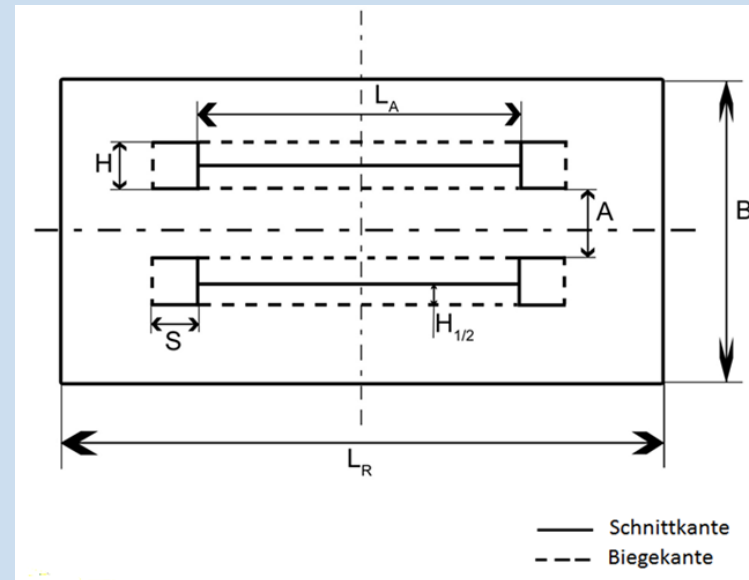 L_A
H
A
B
S
H_1/2
L_R
Schnittkante
Biegekante